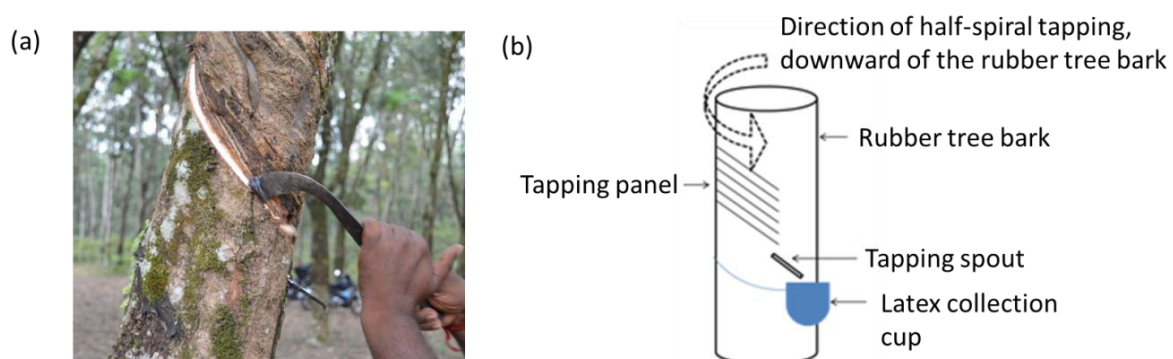 (a)
(b)
Direction of half-spiral tapping,
downward of the rubber tree bark
Rubber tree bark
Tapping panel
Tapping spout
Latex collection
cup